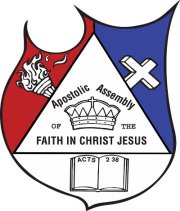 Apostolic Assembly
OF THE
FAITH IN CHRIST JESUS
ACTS 2 38